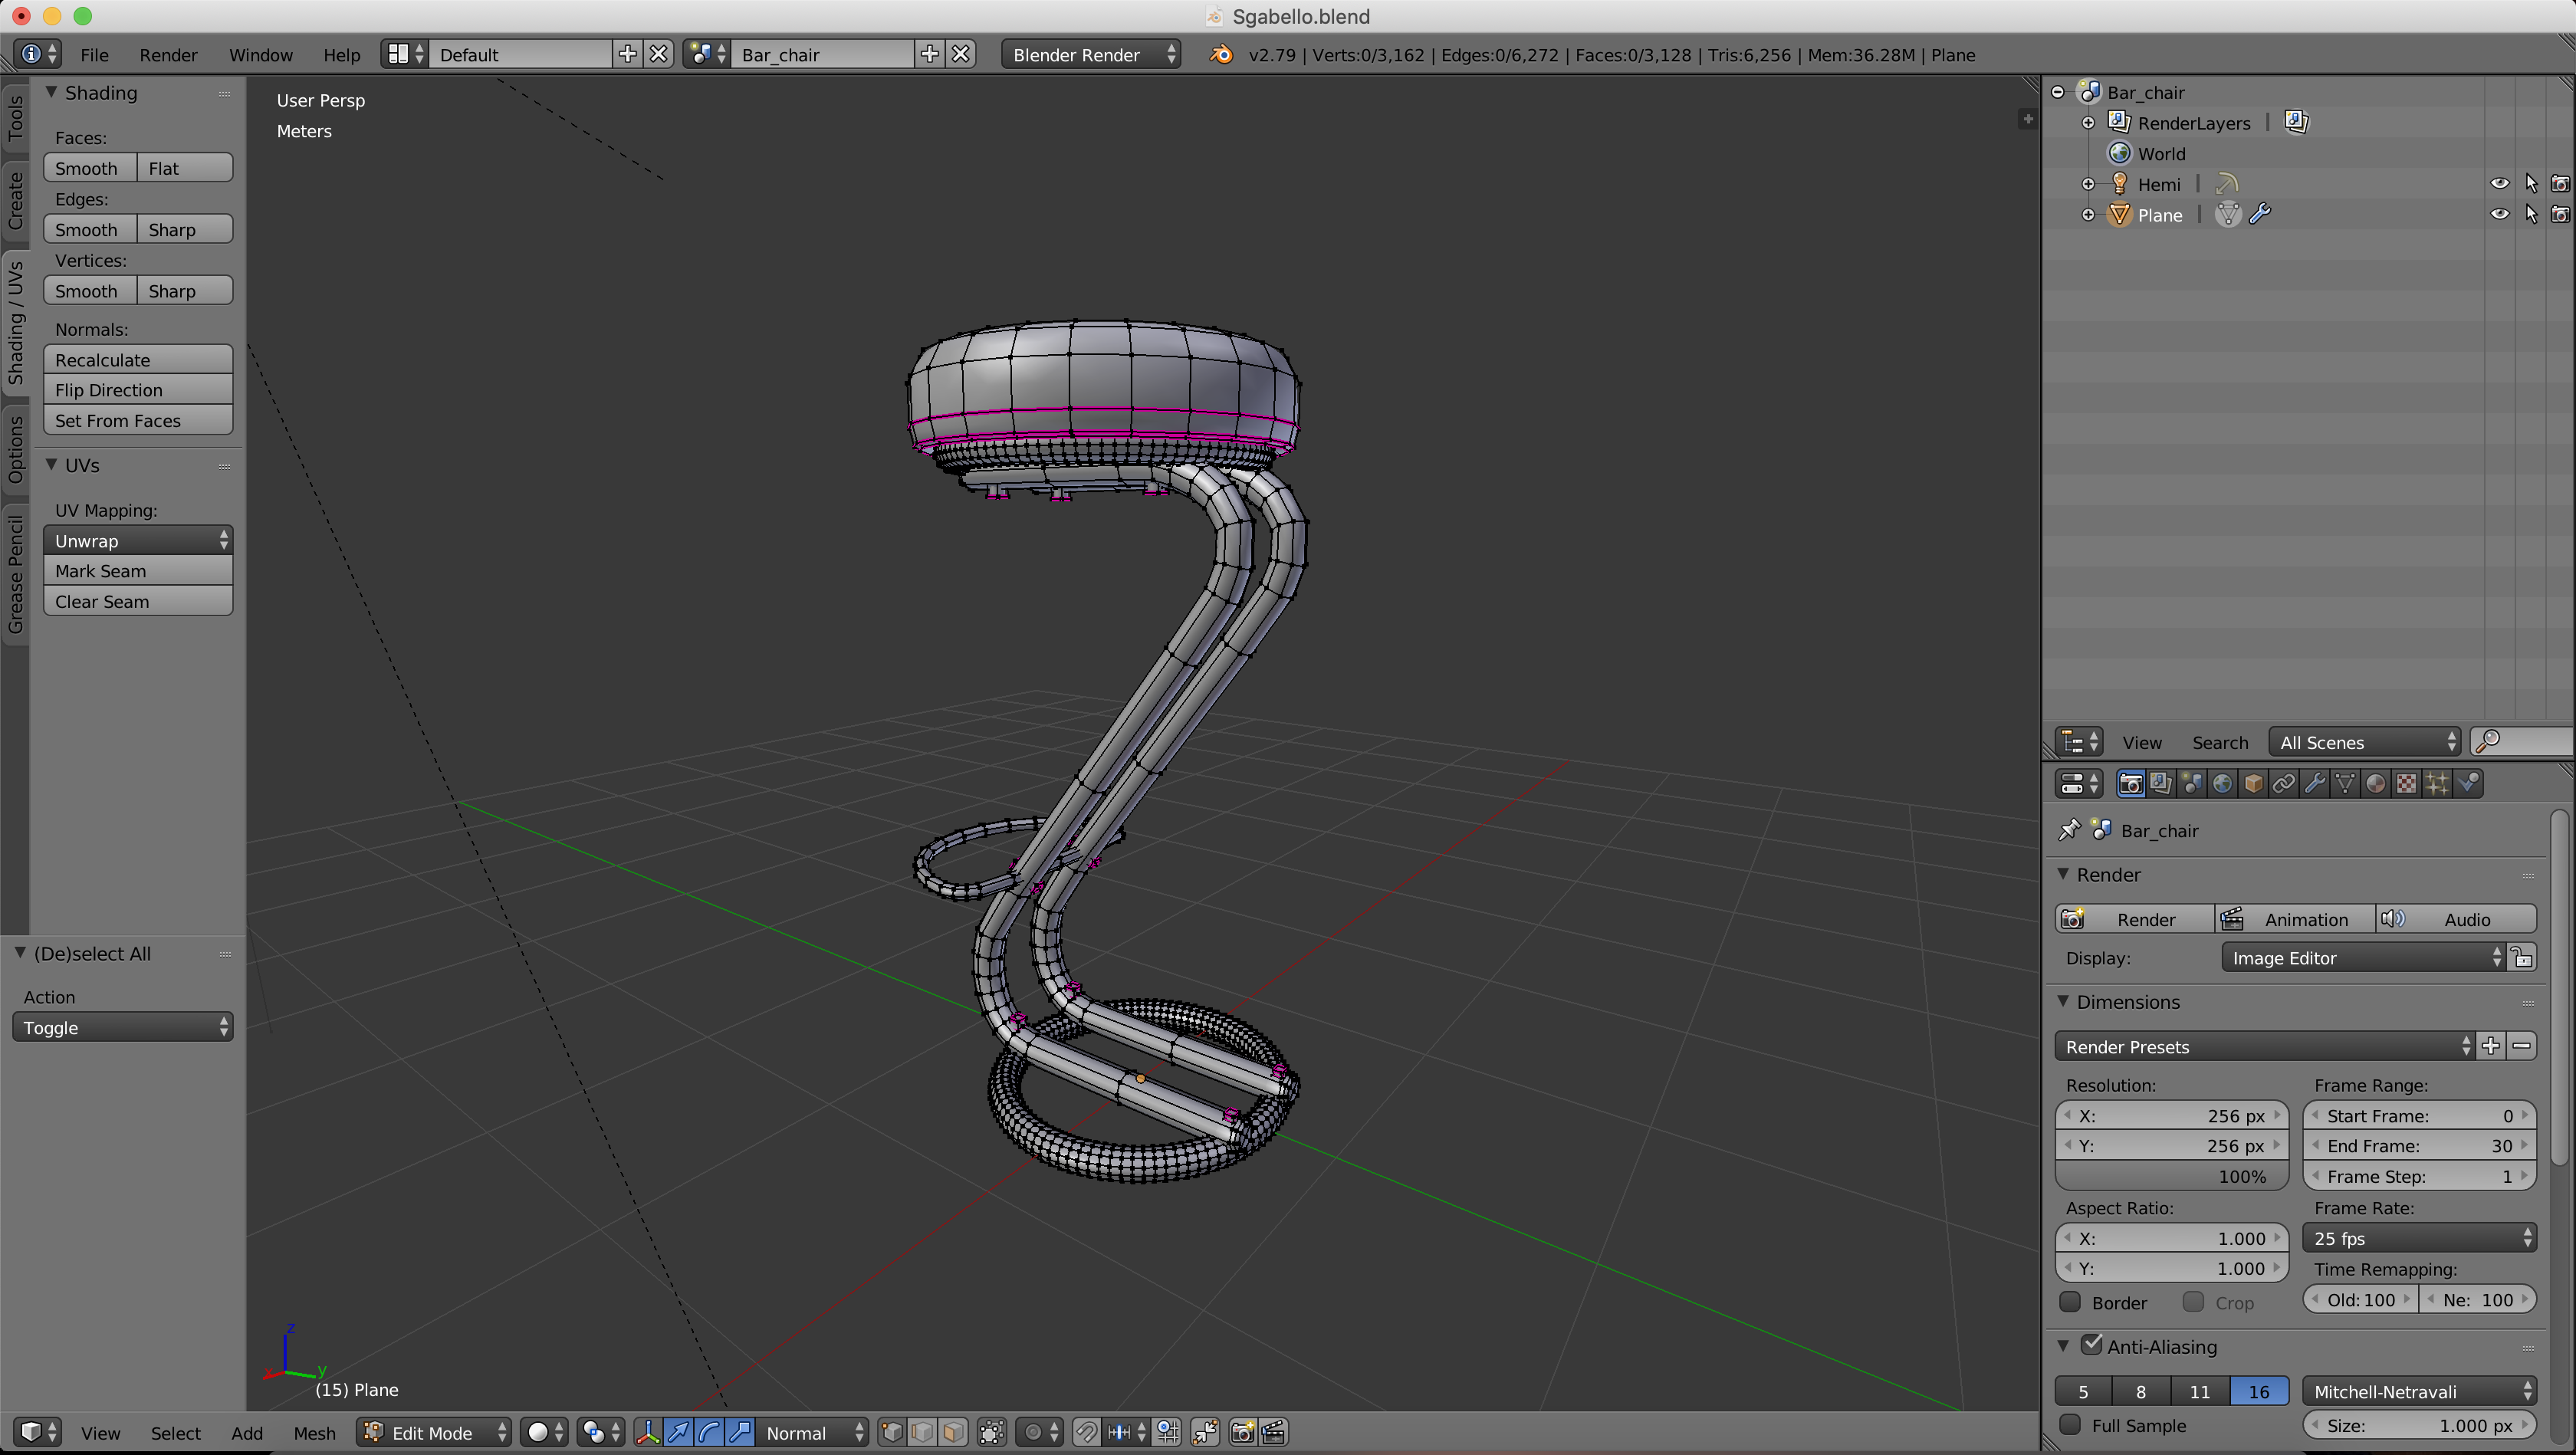 Sgabello.blend
File Render Window Help Default Bar_chair Blender Render v2.79 | Verts:0/3,162 | Edges:0/6,272 | Faces:0/3,128 | Tris:6,256 | Mem:36.28M | Plane
Tools
Create
Shading / UVs
Options
Grease Pencil
Shading
Faces:
Smooth Flat
Edges:
Smooth Sharp
Vertices:
Smooth Sharp
Normals:
Recalculate
Flip Direction
Set From Faces
UVs
UV Mapping:
Unwrap
Mark Seam
Clear Seam
(De)select All
Action
Toggle
User Persp
Meters
z
x y
(15) Plane
View Select Add Mesh Edit Mode Normal
Bar_chair
RenderLayers |
World
Hemi |
Plane |
View Search All Scenes
Bar_chair
Render
Render Animation Audio
Display: Image Editor
Dimensions
Render Presets
Resolution: Frame Range:
X: 256 px Start Frame: 0
Y: 256 px End Frame: 30
100% Frame Step: 1
Aspect Ratio: Frame Rate:
X: 1.000 25 fps
Y: 1.000 Time Remapping:
Border Crop Old: 100 Ne: 100
Anti-Aliasing
5 8 11 16 Mitchell-Netravali
Full Sample Size: 1.000 px